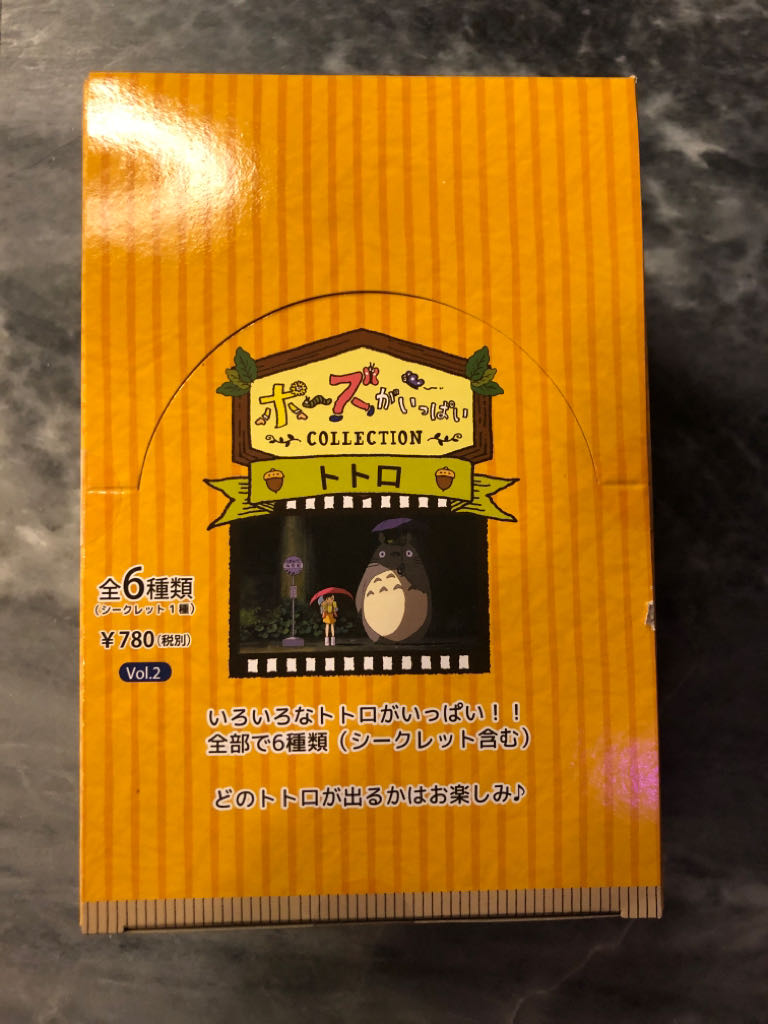 ポーズがいっぱい
COLLECTION
トトロ
全6種類
(シークレット1種)
¥780(税別)
Vol.2
いろいろなトトロがいっぱい！！
全部で6種類（シークレット含む）
どのトトロが出るかはお楽しみ♪